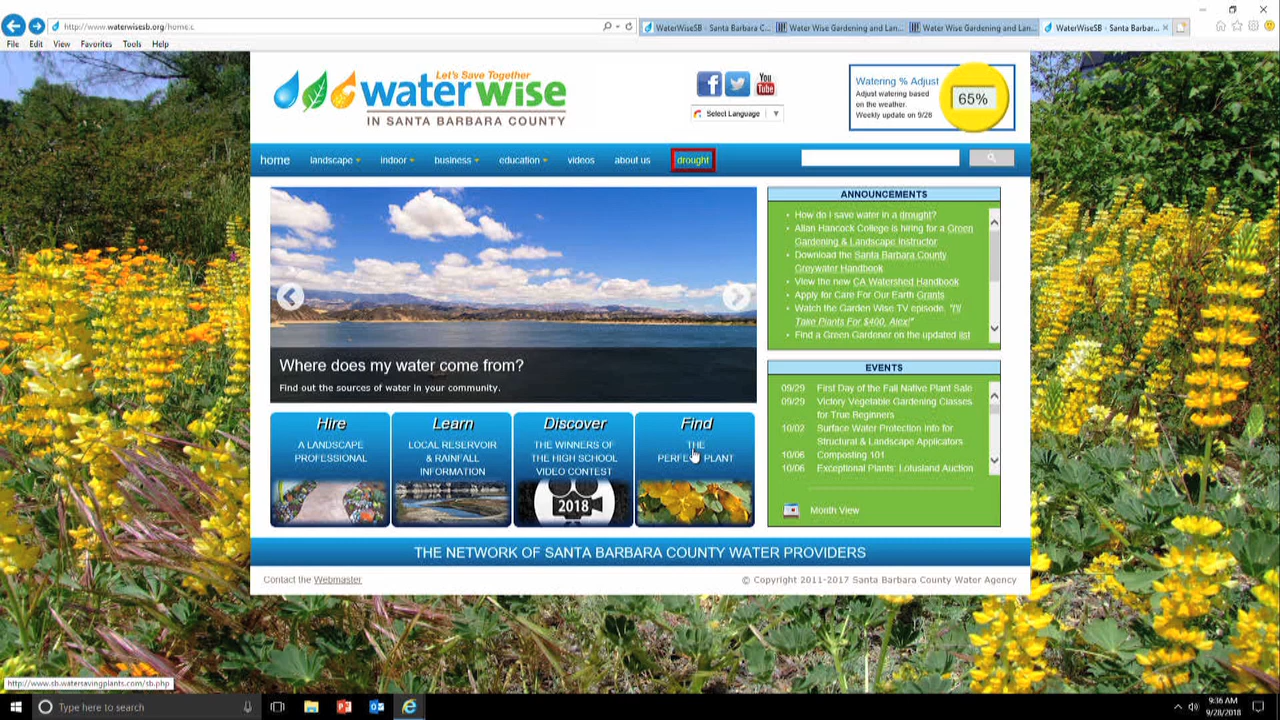 http://www.waterwisesb.org/home.c
WaterWiseSB - Santa Barbara C...
Water Wise Gardening and Lan...
Water Wise Gardening and Lan...
WaterWiseSB - Santa Barbar...
File Edit View Favorites Tools Help
Let's Save Together
waterwise
IN SANTA BARBARA COUNTY
You
Tube
Select Language
Watering % Adjust
Adjust watering based
on the weather.
Weekly update on 9/28
65%
home landscape indoor business education videos about us drought
Where does my water come from?
Find out the sources of water in your community.
ANNOUNCEMENTS
How do i save water in a drought?
Allan Hancock College is hiring for a Green
Gardening & Landscape Instructor
Download the Santa Barbara County
Greywater Handbook
View the new CA Watershed Handbook
Apply for Care For Our Earth Grants
Watch the Garden Wise TV episode, "I'll
Take Plants For $400, Alex!"
Find a Green Gardener on the updated list
EVENTS
09/29 First Day of the Fall Native Plant Sale
09/29 Victory Vegetable Gardening Classes
for True Beginners
10/02 Surface Water Protection Info for
Structural & Landscape Applicators
10/06 Composting 101
10/06 Exceptional Plants: Lotusland Auction
Month View
Hire
A LANDSCAPE
PROFESSIONAL
Learn
LOCAL RESERVOIR
& RAINFALL
INFORMATION
Discover
THE WINNERS OF
THE HIGH SCHOOL
VIDEO CONTEST
2018
Find
THE
PERFECT PLANT
THE NETWORK OF SANTA BARBARA COUNTY WATER PROVIDERS
Contact the Webmaster
© Copyright 2011-2017 Santa Barbara County Water Agency
http://www.sb.watersavingplants.com/sb.php
Type here to search
9:36 AM
9/28/2018